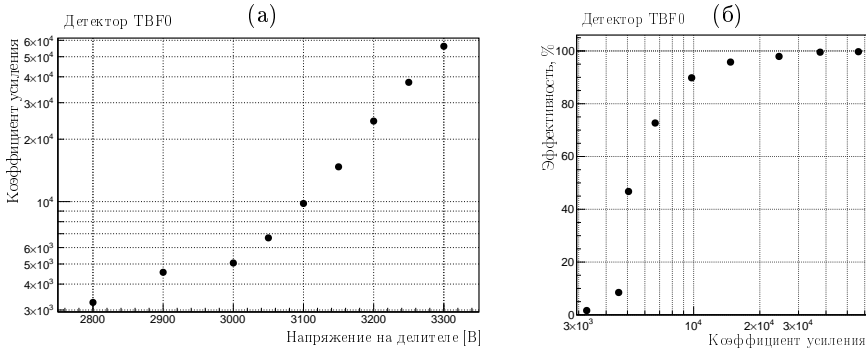 Детектор TBF0
(а)
Коэффициент усиления
6×10⁴
5×10⁴
4×10⁴
3×10⁴
2×10⁴
10⁴
6×10³
5×10³
4×10³
3×10³
2800 2900 3000 3050 3100 3200 3300
Напряжение на делителе [В]
Детектор TBF0
(б)
Эффективность, %
100
80
60
40
20
0
3×10³ 10⁴ 2×10⁴ 3×10⁴
Коэффициент усиления